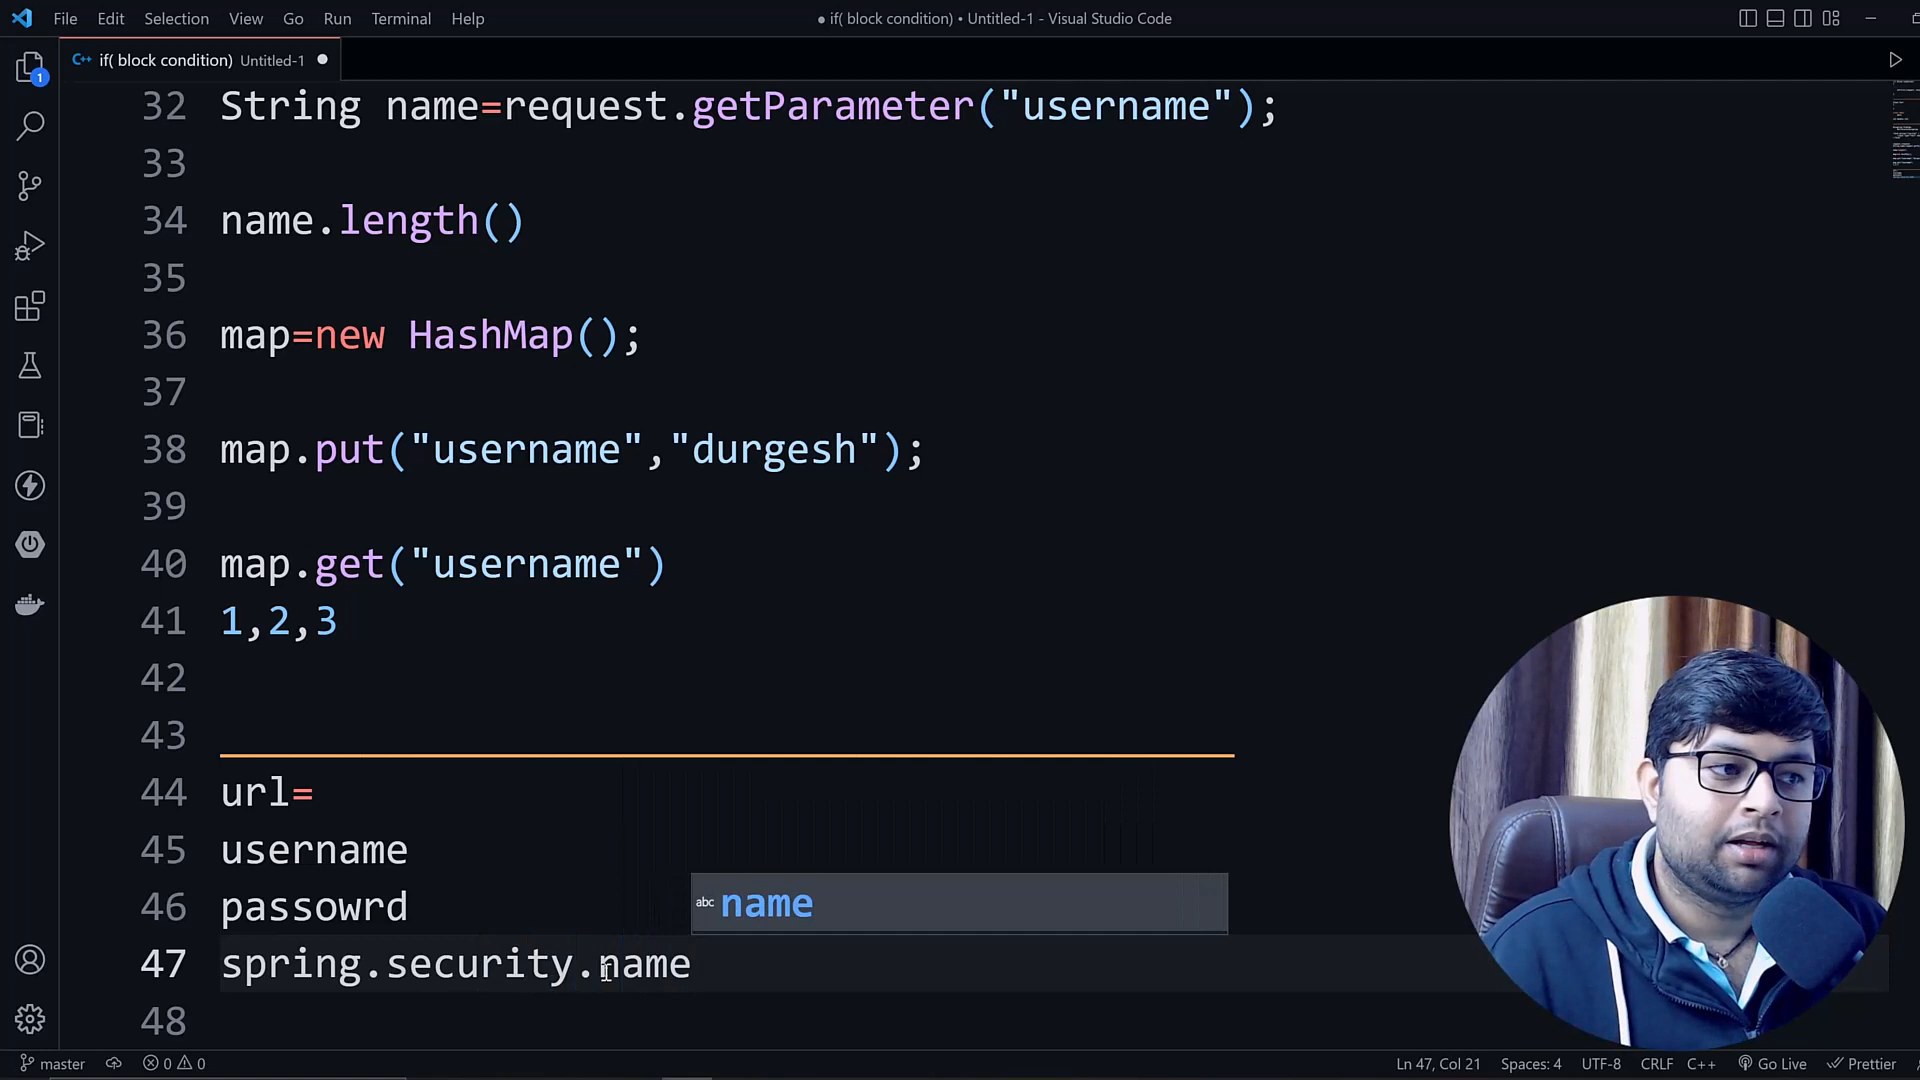 File Edit Selection View Go Run Terminal Help
● if( block condition) • Untitled-1 - Visual Studio Code
1
if( block condition) Untitled-1
32 String name=request.getParameter("username");
33
34 name.length()
35
36 map=new HashMap();
37
38 map.put("username","durgesh");
39
40 map.get("username")
41 1,2,3
42
43
44 url=
45 username
46 passowrd
abc name
47 spring.security.name
48
master 0 0 Ln 47, Col 21 Spaces: 4 UTF-8 CRLF C++ Go Live Prettier